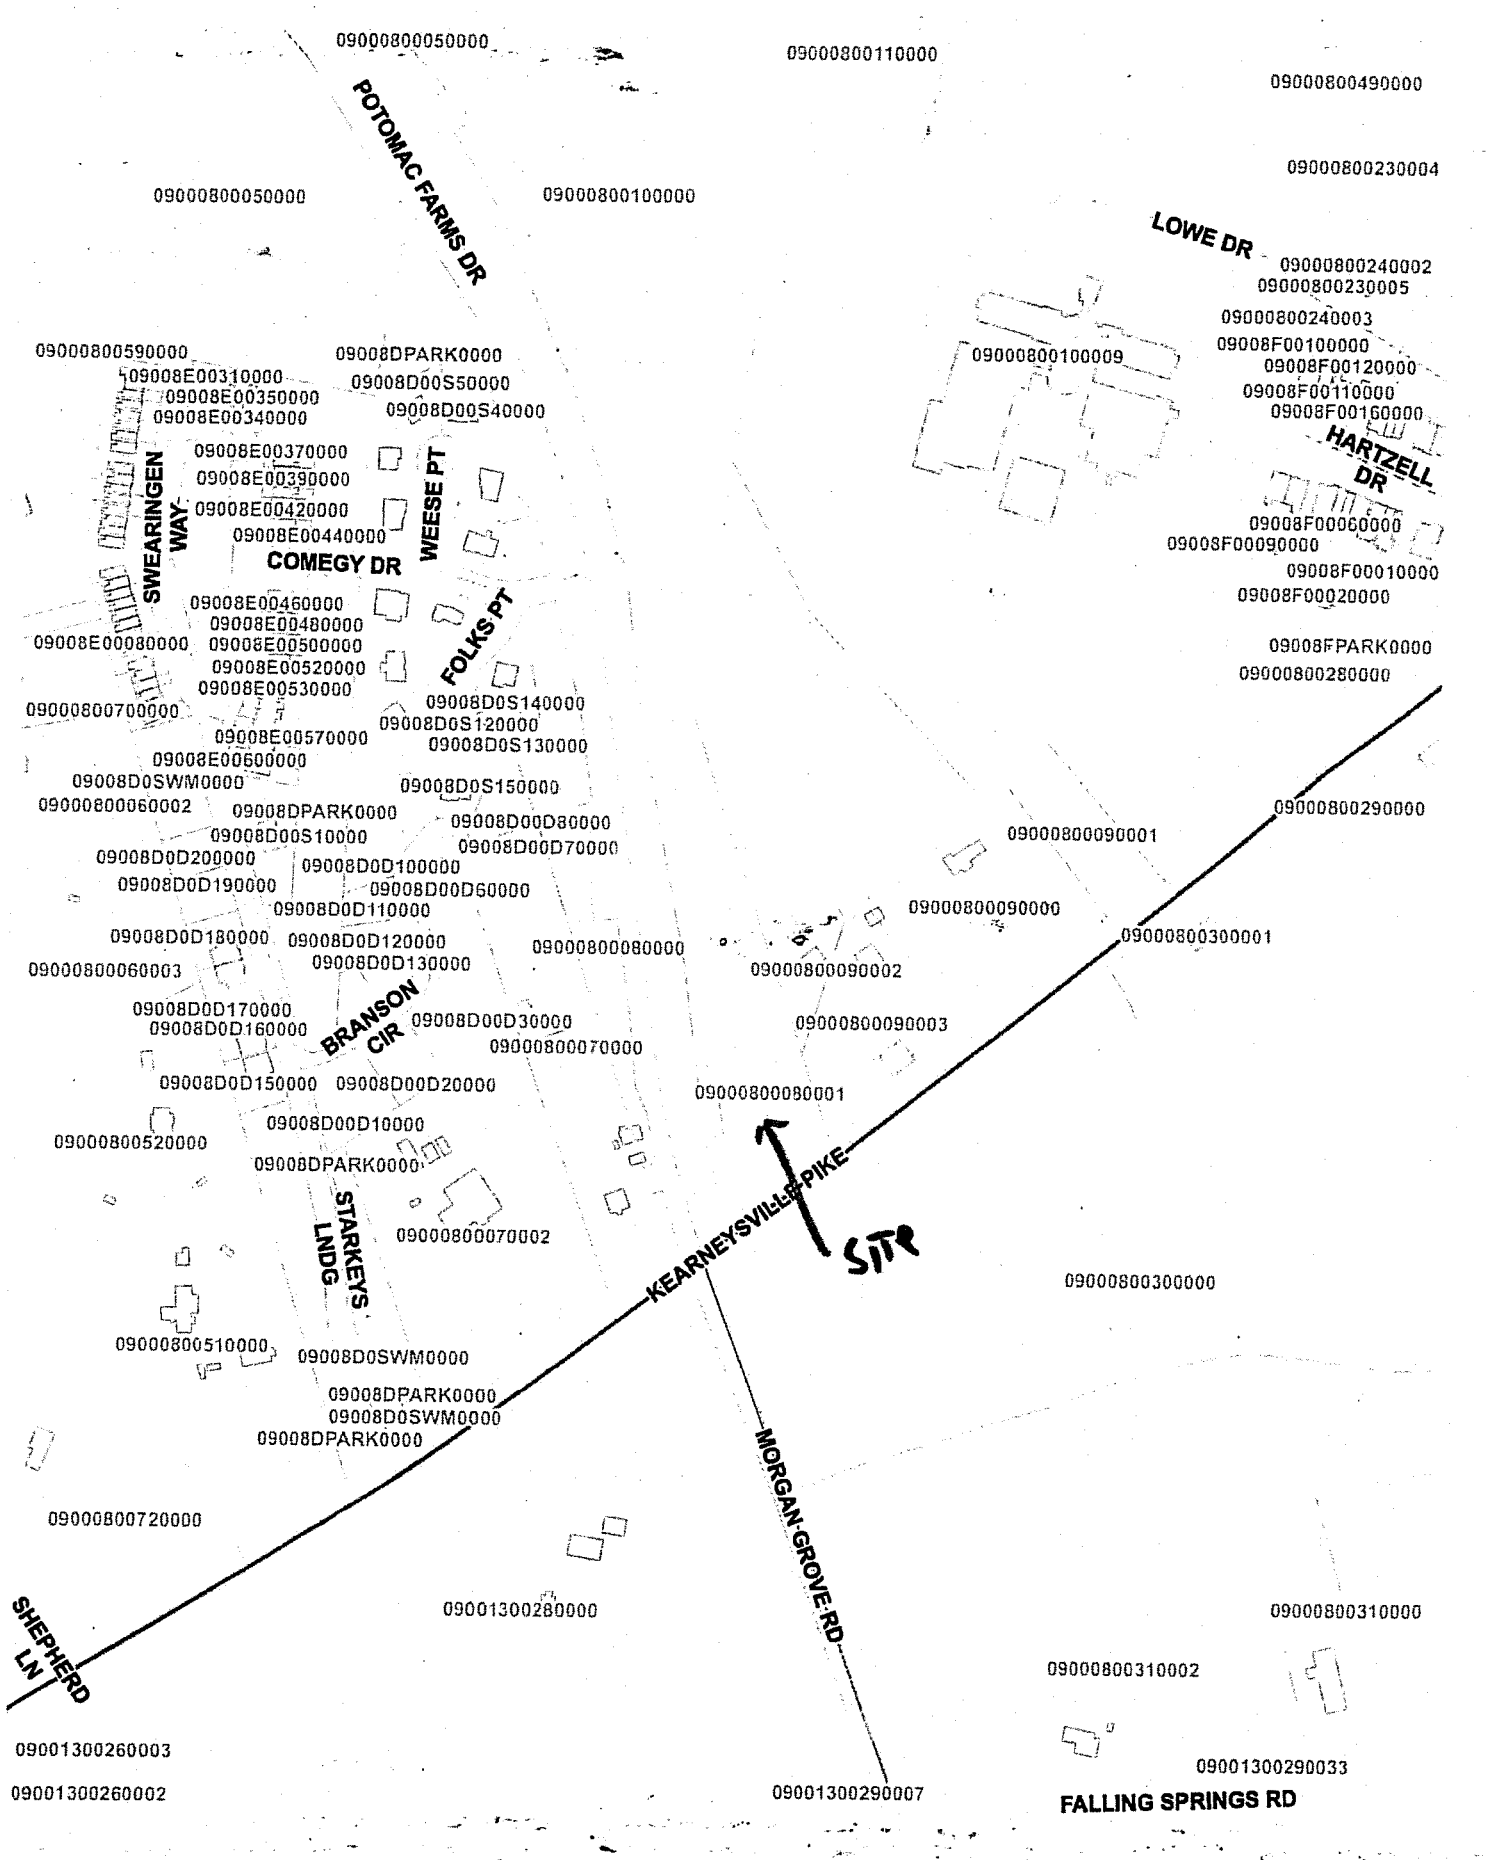 09000800050000
09000800110000
09000800490000
POTOMAC FARMS DR
09000800230004
09000800050000
09000800100000
LOWE DR
09000800240002
09000800230005
09000800240003
09000800590000
09008DPARK0000
09000800100009
09008F00100000
09008E00310000
09008D00S50000
09008F00120000
09008E00350000
09008F00110000
09008E00340000
09008D00S40000
09008F00160000
HARTZELL
DR
09008E00370000
09008E00390000
SWEARINGEN
WAY
WEESE PT
09008E00420000
09008F00060000
09008E00440000
09008F00090000
COMEGY DR
09008F00010000
09008E00460000
FOLKS PT
09008F00020000
09008E00480000
09008E00080000
09008E00500000
09008FPARK0000
09008E00520000
09000800280000
09008E00530000
09008D0S140000
09000800700000
09008D0S120000
09008E00570000
09008D0S130000
09008E00600000
09008D0SWM0000
09008D0S150000
09000800060002
09008DPARK0000
09000800290000
09008D00S10000
09008D00D80000
09000800090001
09008D0D200000
09008D0D100000
09008D00D70000
09008D0D190000
09008D00D60000
09008D0D110000
09000800090000
09008D0D180000
09008D0D120000
09000800080000
09000800300001
09000800060003
09008D0D130000
09000800090002
09008D0D170000
BRANSON
CIR
09008D00D30000
09000800090003
09008D0D160000
09000800070000
09008D0D150000
09008D00D20000
09000800080001
09008D00D10000
09000800520000
09008DPARK0000
KEARNEYSVILLE PIKE
STARKEYS
LNDG
09000800070002
SITE
09000800300000
09000800510000
09008D0SWM0000
09008DPARK0000
09008D0SWM0000
09008DPARK0000
MORGAN GROVE RD
09000800720000
SHEPHERD
LN
09001300280000
09000800310000
09000800310002
09001300260003
09001300290033
09001300260002
09001300290007
FALLING SPRINGS RD